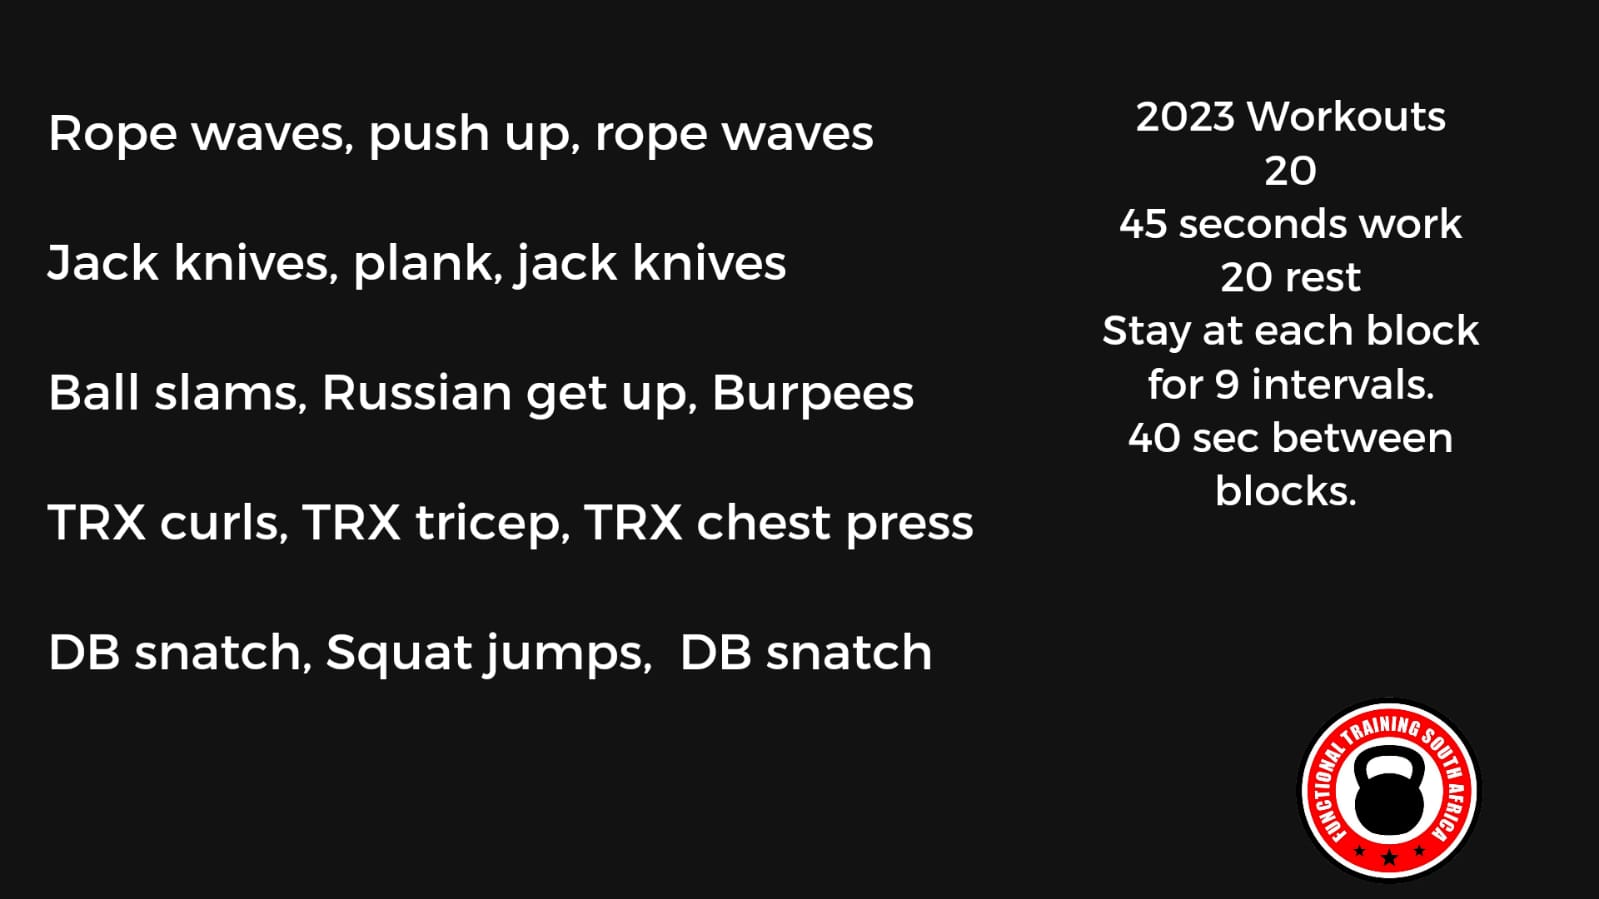 Rope waves, push up, rope waves
Jack knives, plank, jack knives
Ball slams, Russian get up, Burpees
TRX curls, TRX tricep, TRX chest press
DB snatch, Squat jumps,  DB snatch
2023 Workouts
20
45 seconds work
20 rest
Stay at each block
for 9 intervals.
40 sec between
blocks.
FUNCTIONAL TRAINING SOUTH AFRICA